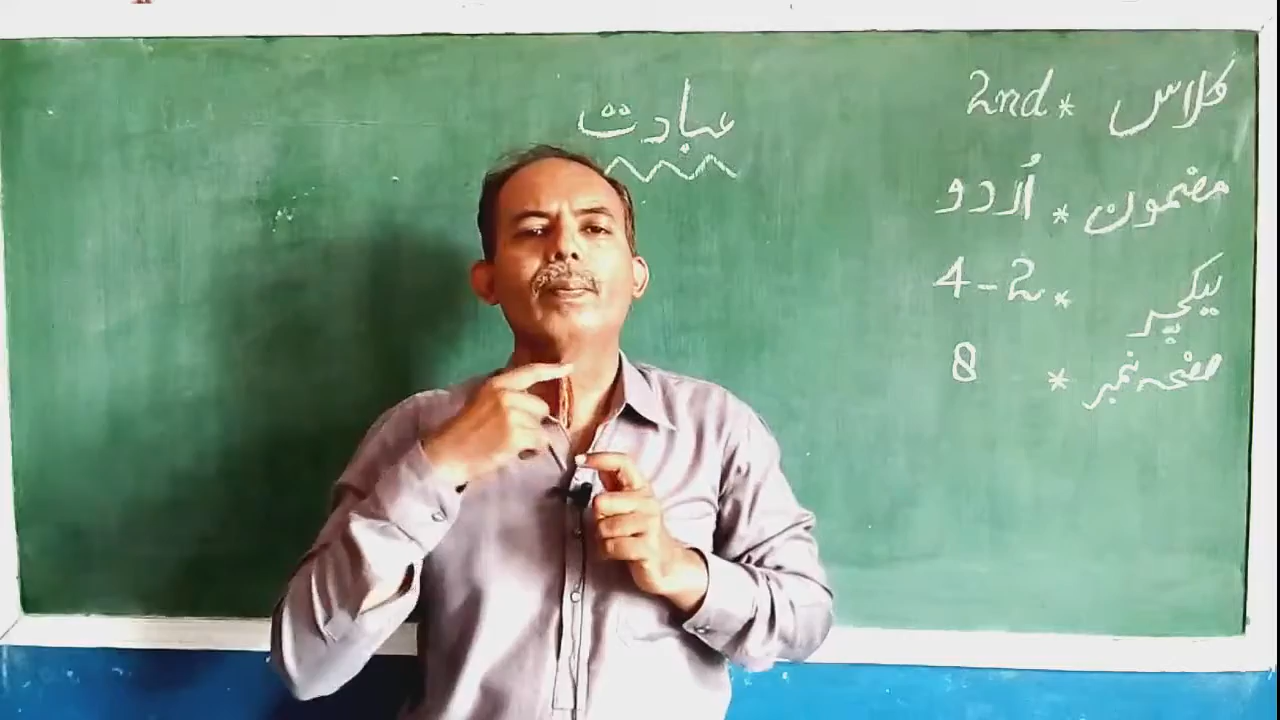 عبادت
کلاس * 2nd
مضمون * اُردو
لیکچر * 2-4
صفحہ نمبر * 8